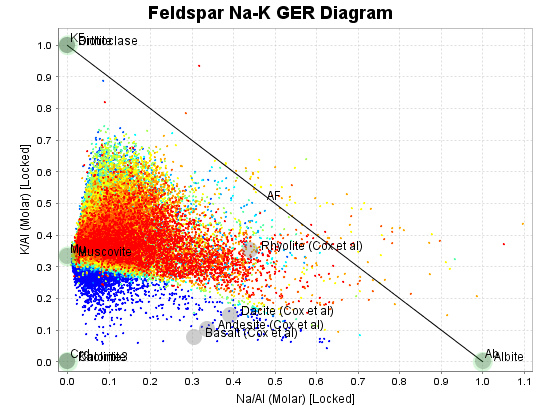 Feldspar Na-K GER Diagram
1.0
0.9
0.8
0.7
0.6
0.5
0.4
0.3
0.2
0.1
0.0
K/Al (Molar) [Locked]
AF
Rhyolite (Cox et al)
Muscovite
Dacite (Cox et al)
Andesite (Cox et al)
Basalt (Cox et al)
Ab
Albite
0.0 0.1 0.2 0.3 0.4 0.5 0.6 0.7 0.8 0.9 1.0 1.1
Na/Al (Molar) [Locked]